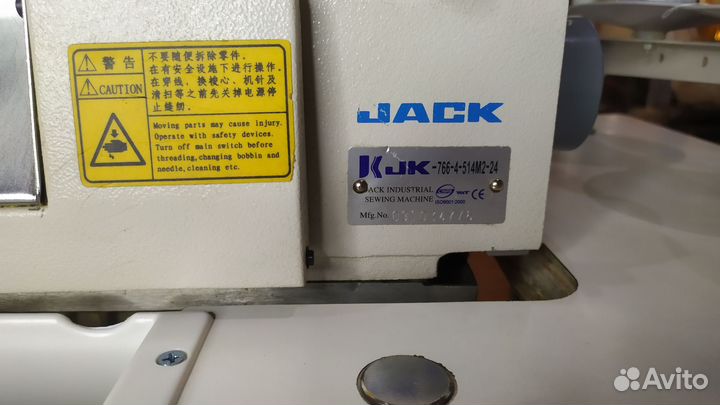 警告
CAUTION
不要随便拆除零件.
在有安全设施下进行操作.
在穿线，换梭心、机针及
清扫等之前先关掉电源停
止缝纫.
Moving parts may cause injury.
Operate with safety devices.
Turn off main switch before
threading,changing bobbin and
needle,cleaning etc.
JACK
JK-766-4-514M2-24
JACK INDUSTRIAL
SEWING MACHINE
ISO9001:2000
CE
Mfg.No.
Avito